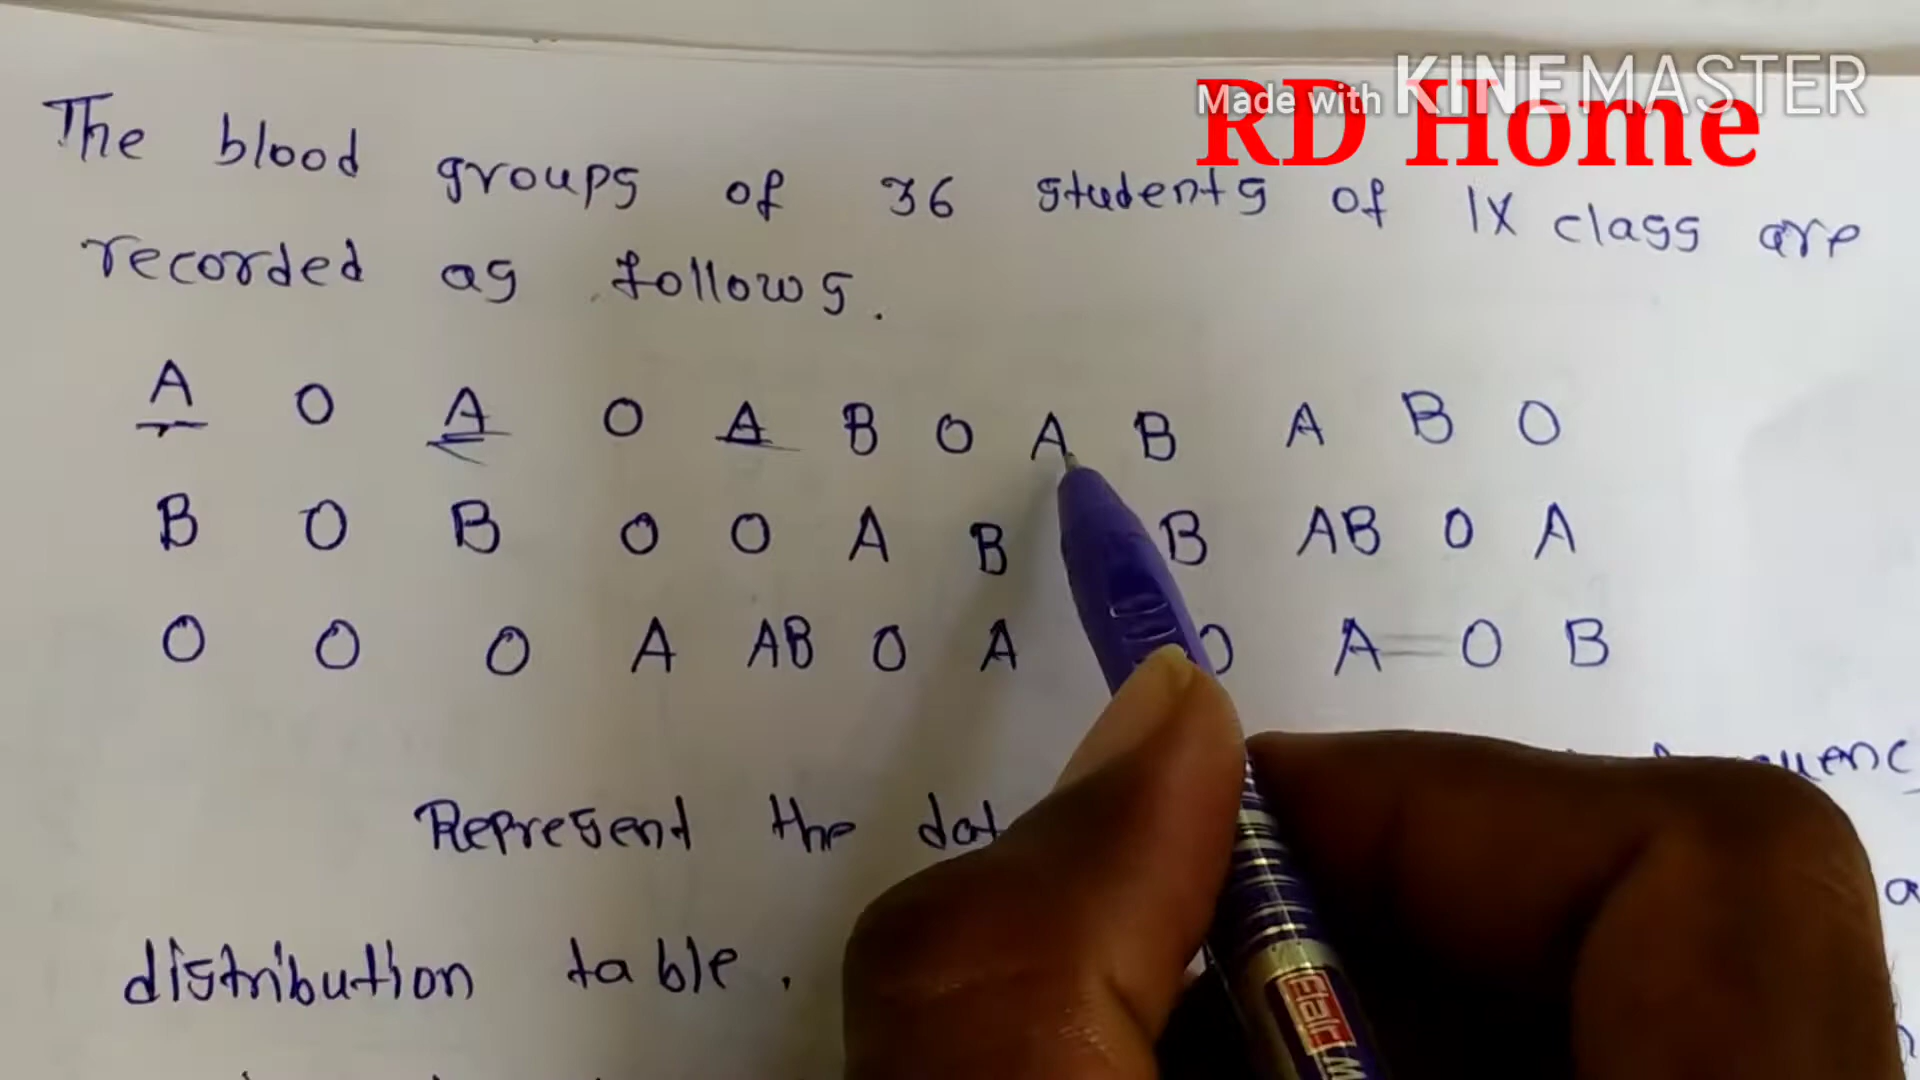 Made with KINEMASTER
RD Home
The blood groups of 36 students of IX class are
recorded as follows.
A O A O A B O A B A B O
B O B O O A B B AB O A
O O O A AB O A O A O B
Represent the
distribution table.